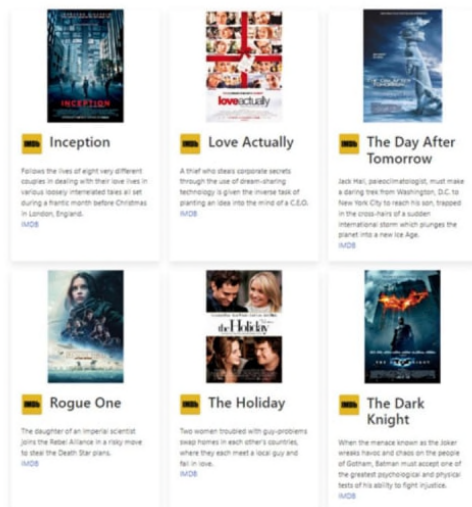 INCEPTION
IMDb Inception
Follows the lives of eight very different
couples in dealing with their love lives in
various loosely interrelated tales all set
during a frantic month before Christmas
in London, England.
IMDB
love actually
IMDb Love Actually
A thief who steals corporate secrets
through the use of dream-sharing
technology is given the inverse task of
planting an idea into the mind of a C.E.O.
IMDB
THE DAY AFTER
TOMORROW
IMDb The Day After
Tomorrow
Jack Hall, paleoclimatologist, must make
a daring trek from Washington, D.C. to
New York City to reach his son, trapped
in the cross-hairs of a sudden
international storm which plunges the
planet into a new Ice Age.
IMDB
IMDb Rogue One
The daughter of an Imperial scientist
joins the Rebel Alliance in a risky move
to steal the Death Star plans.
IMDB
the Holiday
IMDb The Holiday
Two women troubled with guy-problems
swap homes in each other's countries,
where they each meet a local guy and
fall in love.
IMDB
THE DARK KNIGHT
IMDb The Dark
Knight
When the menace known as the Joker
wreaks havoc and chaos on the people
of Gotham, Batman must accept one of
the greatest psychological and physical
tests of his ability to fight injustice.
IMDB